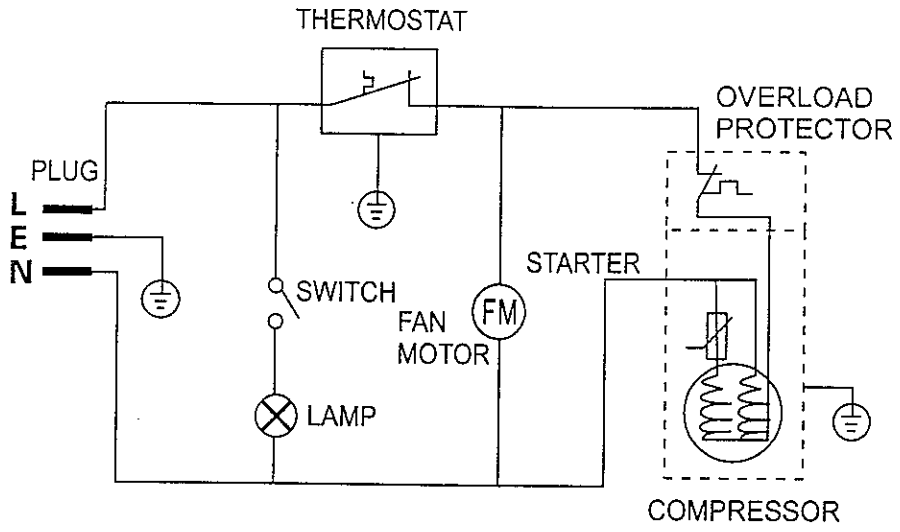 THERMOSTAT
OVERLOAD
PROTECTOR
PLUG
L
E
N
STARTER
SWITCH
FAN
MOTOR
FM
LAMP
COMPRESSOR